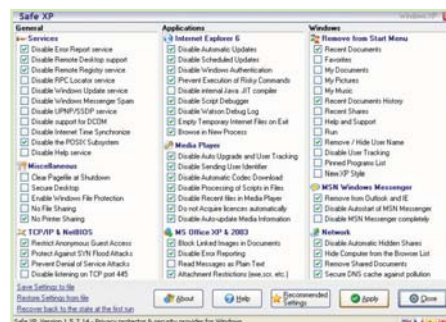 Safe XP
General
Services
Disable Error Report service
Disable Remote Desktop support
Disable Remote Registry service
Disable RPC Locator service
Disable Windows Update service
Disable Windows Messenger Spam
Disable UPNP/SSDP service
Disable support for DCOM
Disable Internet Time Synchronize
Disable the POSIX Subsystem
Disable Help service
Miscellaneous
Clear Pagefile at Shutdown
Secure Desktop
Enable Windows File Protection
No File Sharing
No Printer Sharing
TCP/IP & NetBIOS
Restrict Anonymous Guest Access
Protect Against SYN Flood Attacks
Prevent Denial of Service Attacks
Disable listening on TCP port 445
Save Settings to file
Restore Settings from file
Recover back to the state at the first run
Applications
Internet Explorer 6
Disable Automatic Updates
Disable Scheduled Updates
Disable Windows Authentication
Prevent Execution of Risky Commands
Disable internal Java JIT compiler
Disable Script Debugger
Disable Watson Debug Log
Empty Temporary Internet Files on Exit
Browse in New Process
Media Player
Disable Auto Upgrade and User Tracking
Disable Sending User Identifier
Disable Automatic Codec Download
Disable Processing of Scripts in Files
Disable Recent Files in Media Player
Do not Acquire licences automatically
Disable Auto-update Media Information
MS Office XP & 2003
Block Linked Images in Documents
Disable Error Reporting
Read Messages as Plain Text
Attachment Restrictions (exe,scr, etc.)
Windows
Remove from Start Menu
Recent Documents
Favorites
My Documents
My Pictures
My Music
Recent Documents History
Recent Shares
Help and Support
Run
Remove / Hide User Name
Disable User Tracking
Pinned Programs List
New XP Style
MSN Windows Messenger
Remove from Outlook and IE
Disable Autostart of MSN Messenger
Disable MSN Messenger completely
Network
Disable Automatic Hidden Shares
Hide Computer from the Browser List
Remove Shared Documents
Secure DNS cache against pollution
About
Help
Recommended Settings
Apply
Close